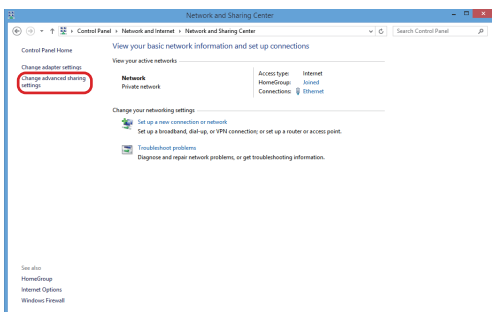 Network and Sharing Center
Control Panel Network and Internet Network and Sharing Center
Search Control Panel
Control Panel Home
Change adapter settings
Change advanced sharing
settings
View your basic network information and set up connections
View your active networks
Network
Private network
Access type: Internet
HomeGroup: Joined
Connections: Ethernet
Change your networking settings
Set up a new connection or network
Set up a broadband, dial-up, or VPN connection; or set up a router or access point.
Troubleshoot problems
Diagnose and repair network problems, or get troubleshooting information.
See also
HomeGroup
Internet Options
Windows Firewall